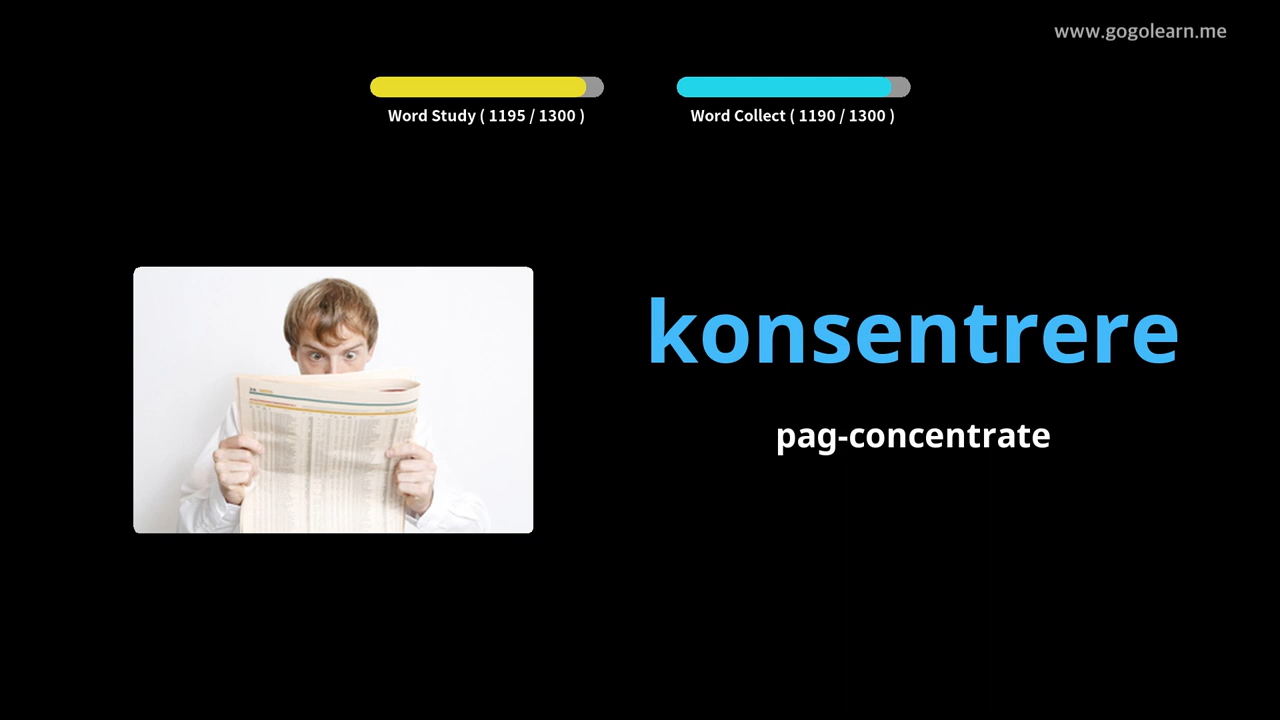 www.gogolearn.me
Word Study ( 1195 / 1300 )
Word Collect ( 1190 / 1300 )
konsentrere
pag-concentrate